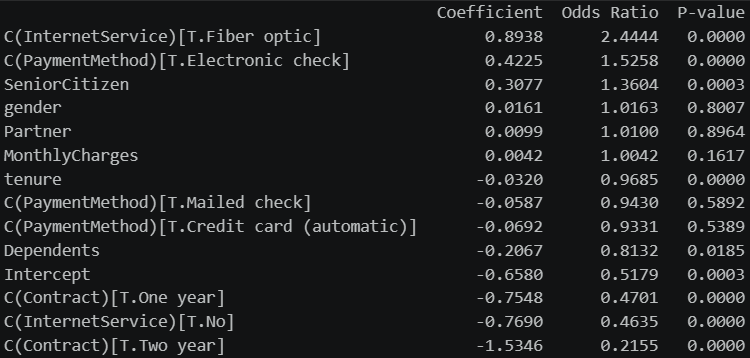 Coefficient Odds Ratio P-value
C(InternetService)[T.Fiber optic] 0.8938 2.4444 0.0000
C(PaymentMethod)[T.Electronic check] 0.4225 1.5258 0.0000
SeniorCitizen 0.3077 1.3604 0.0003
gender 0.0161 1.0163 0.8007
Partner 0.0099 1.0100 0.8964
MonthlyCharges 0.0042 1.0042 0.1617
tenure -0.0320 0.9685 0.0000
C(PaymentMethod)[T.Mailed check] -0.0587 0.9430 0.5892
C(PaymentMethod)[T.Credit card (automatic)] -0.0692 0.9331 0.5389
Dependents -0.2067 0.8132 0.0185
Intercept -0.6580 0.5179 0.0003
C(Contract)[T.One year] -0.7548 0.4701 0.0000
C(InternetService)[T.No] -0.7690 0.4635 0.0000
C(Contract)[T.Two year] -1.5346 0.2155 0.0000